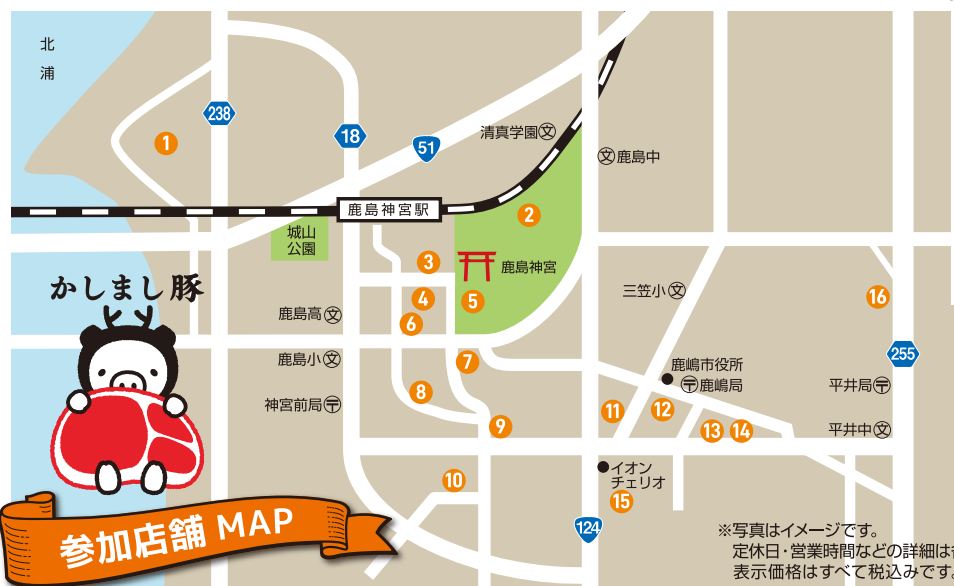 北
浦
238
18
51
1
清真学園文
文鹿島中
鹿島神宮駅
2
城山
公園
3
鹿島神宮
かしまし豚
三笠小文
4
5
16
鹿島高文
6
255
鹿島小文
7
鹿嶋市役所
〒鹿嶋局
平井局〒
神宮前局〒
8
11
12
9
13
14
平井中文
10
イオン
チェリオ
15
124
参加店舗 MAP
※写真はイメージです。
定休日・営業時間などの詳細は
表示価格はすべて税込みです。